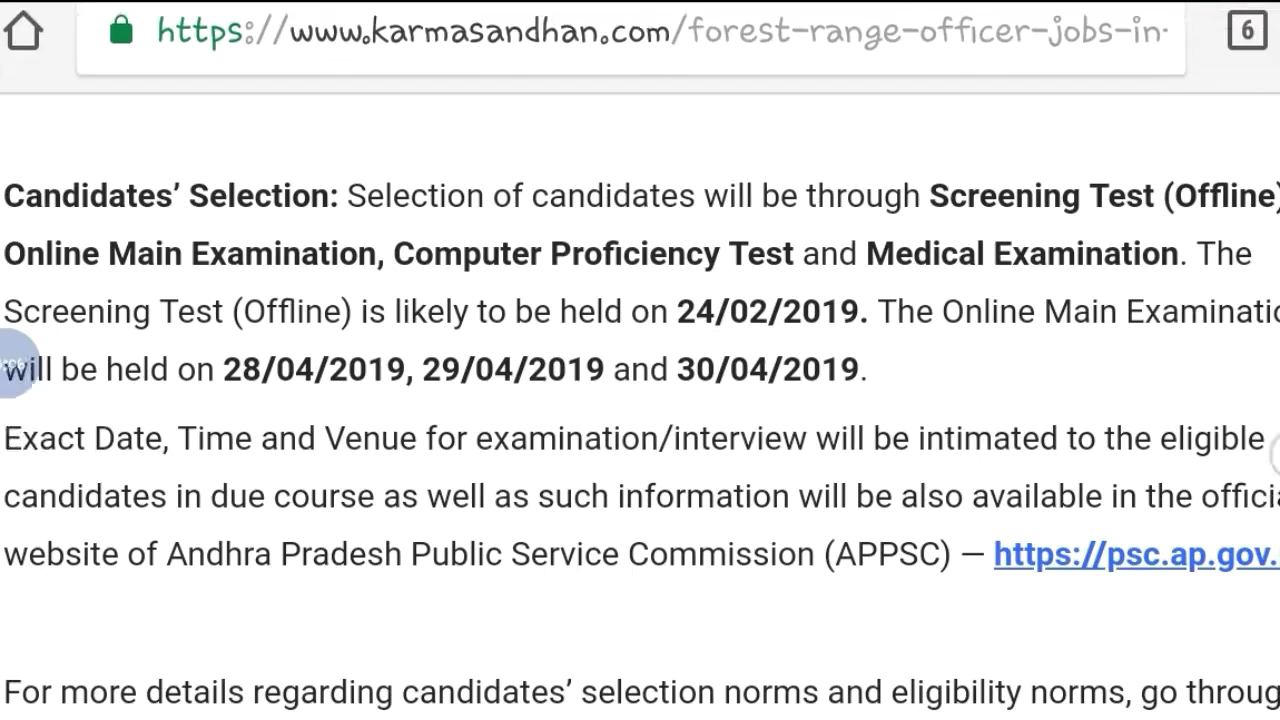 https://www.karmasandhan.com/forest-range-officer-jobs-in-
6
Candidates’ Selection: Selection of candidates will be through Screening Test (Offline)
Online Main Examination, Computer Proficiency Test and Medical Examination. The
Screening Test (Offline) is likely to be held on 24/02/2019. The Online Main Examinatio
will be held on 28/04/2019, 29/04/2019 and 30/04/2019.
Exact Date, Time and Venue for examination/interview will be intimated to the eligible
candidates in due course as well as such information will be also available in the officia
website of Andhra Pradesh Public Service Commission (APPSC) — https://psc.ap.gov.
For more details regarding candidates’ selection norms and eligibility norms, go throug